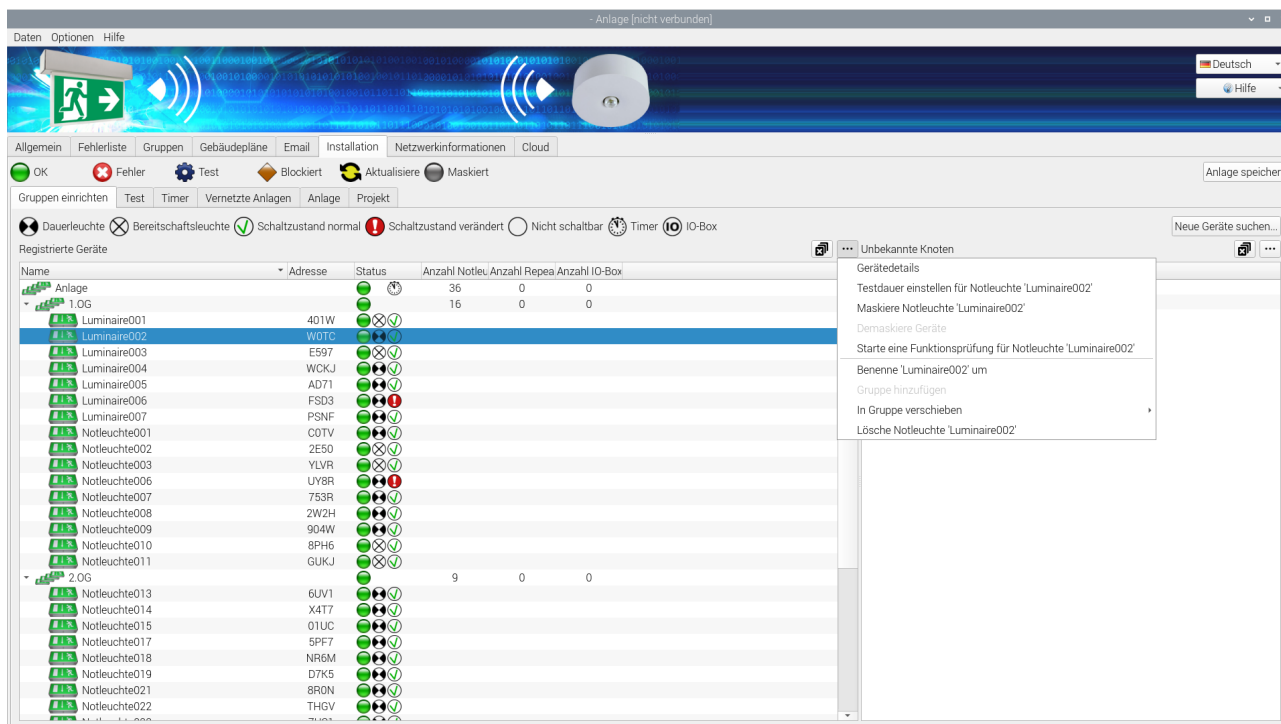 - Anlage [nicht verbunden]
Daten Optionen Hilfe
Deutsch
Hilfe
Allgemein Fehlerliste Gruppen Gebäudepläne Email Installation Netzwerkinformationen Cloud
OK Fehler Test Blockiert Aktualisiere Maskiert Anlage speicher
Gruppen einrichten Test Timer Vernetzte Anlagen Anlage Projekt
Dauerleuchte Bereitschaftsleuchte Schaltzustand normal Schaltzustand verändert Nicht schaltbar Timer IO IO-Box Neue Geräte suchen...
Registrierte Geräte ... Unbekannte Knoten ...
Name Adresse Status Anzahl Notleu Anzahl Repea Anzahl IO-Box
Anlage 36 0 0
1.OG 16 0 0
Luminaire001 401W
Luminaire002 W0TC
Luminaire003 E597
Luminaire004 WCKJ
Luminaire005 AD71
Luminaire006 FSD3
Luminaire007 PSNF
Notleuchte001 C0TV
Notleuchte002 2E50
Notleuchte003 YLVR
Notleuchte006 UY8R
Notleuchte007 753R
Notleuchte008 2W2H
Notleuchte009 904W
Notleuchte010 8PH6
Notleuchte011 GUKJ
2.OG 9 0 0
Notleuchte013 6UV1
Notleuchte014 X4T7
Notleuchte015 01UC
Notleuchte017 5PF7
Notleuchte018 NR6M
Notleuchte019 D7K5
Notleuchte021 8R0N
Notleuchte022 THGV
Gerätedetails
Testdauer einstellen für Notleuchte 'Luminaire002'
Maskiere Notleuchte 'Luminaire002'
Demaskiere Geräte
Starte eine Funktionsprüfung für Notleuchte 'Luminaire002'
Benenne 'Luminaire002' um
Gruppe hinzufügen
In Gruppe verschieben
Lösche Notleuchte 'Luminaire002'